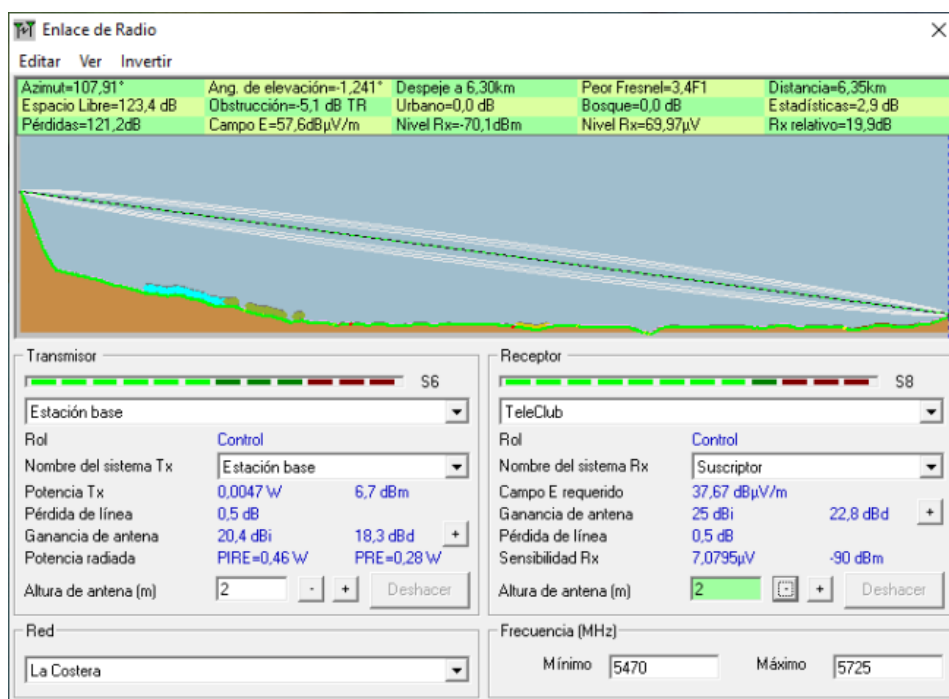 Enlace de Radio
Editar Ver Invertir
Azimut=107,91° Ang. de elevación=-1,241° Despeje a 6,30km Peor Fresnel=3,4F1 Distancia=6,35km
Espacio Libre=123,4 dB Obstrucción=-5,1 dB TR Urbano=0,0 dB Bosque=0,0 dB Estadísticas=2,9 dB
Pérdidas=121,2dB Campo E=57,6dBµV/m Nivel Rx=-70,1dBm Nivel Rx=69,97µV Rx relativo=19,9dB
Transmisor
S6
Estación base
Rol Control
Nombre del sistema Tx Estación base
Potencia Tx 0,0047 W 6,7 dBm
Pérdida de línea 0,5 dB
Ganancia de antena 20,4 dBi 18,3 dBd +
Potencia radiada PIRE=0,46 W PRE=0,28 W
Altura de antena (m) 2 - + Deshacer
Receptor
S8
TeleClub
Rol Control
Nombre del sistema Rx Suscriptor
Campo E requerido 37,67 dBµV/m
Ganancia de antena 25 dBi 22,8 dBd +
Pérdida de línea 0,5 dB
Sensibilidad Rx 7,0795µV -90 dBm
Altura de antena (m) 2 - + Deshacer
Red
La Costera
Frecuencia (MHz)
Mínimo 5470 Máximo 5725